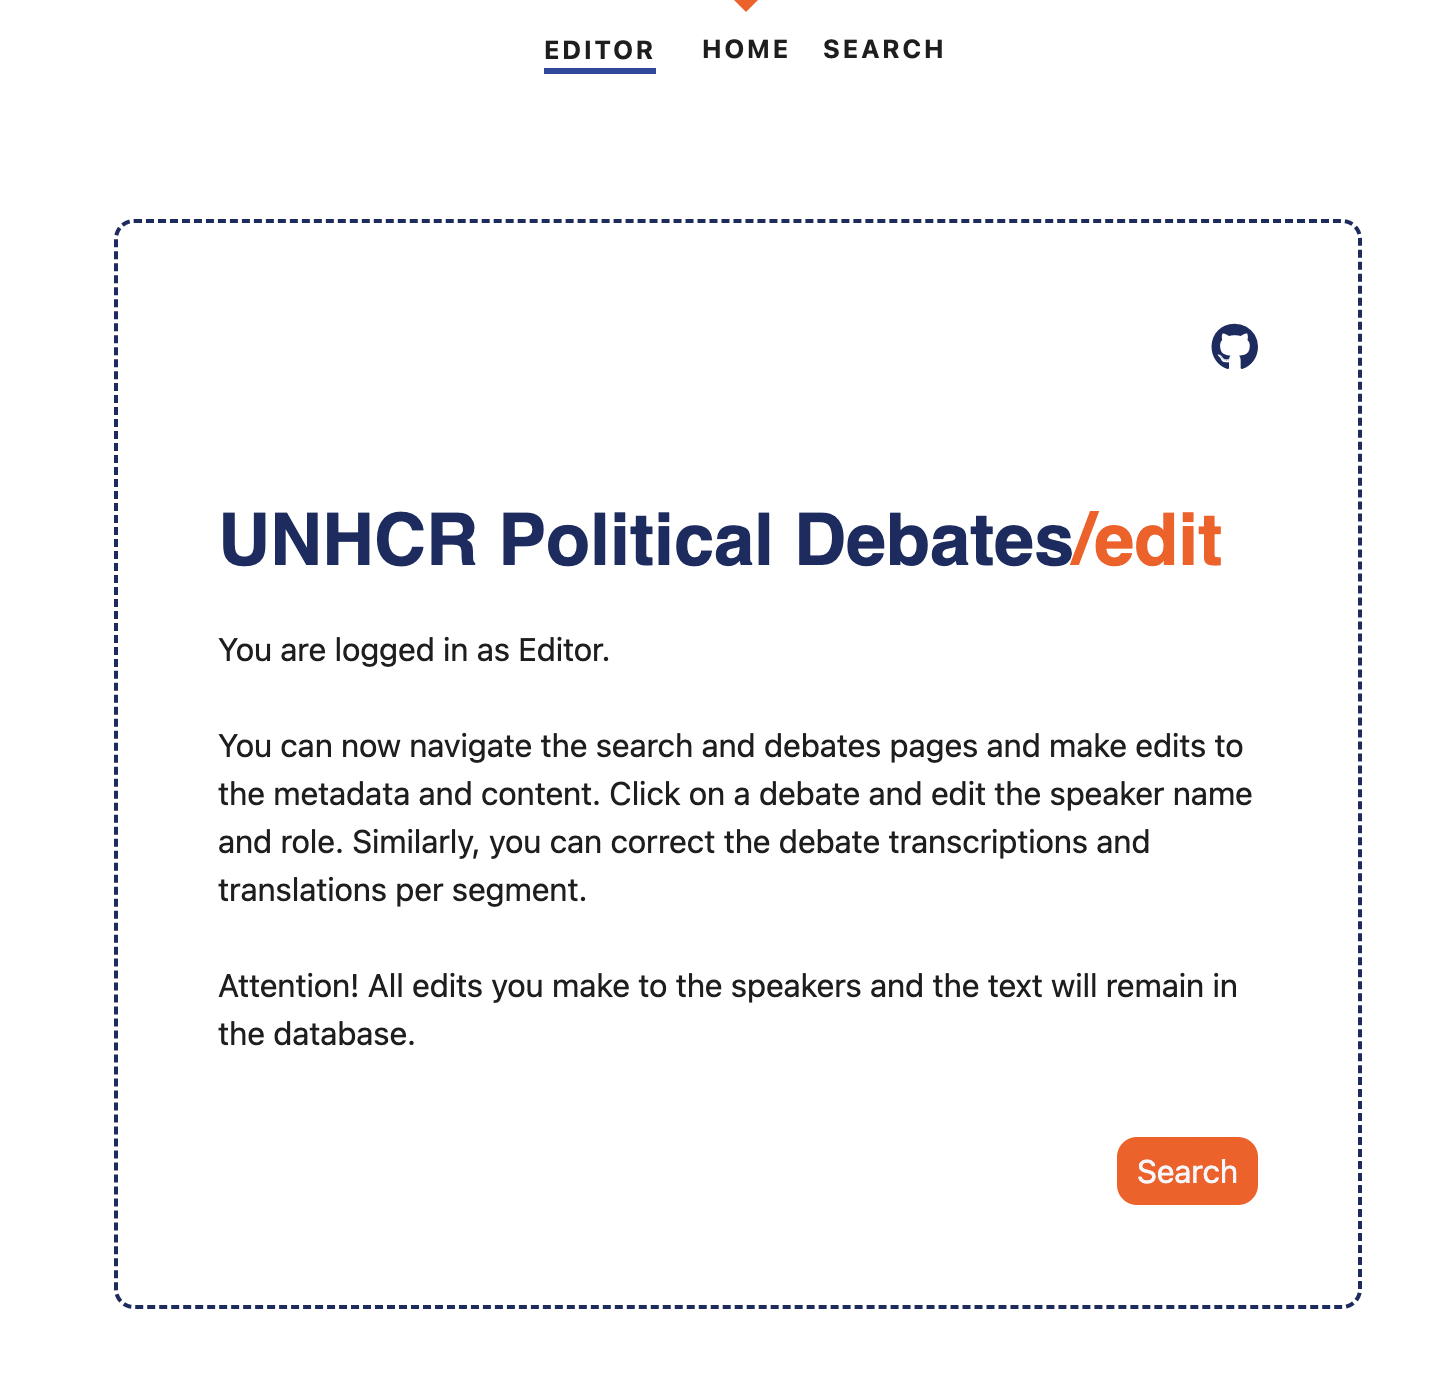 EDITOR HOME SEARCH
UNHCR Political Debates/edit
You are logged in as Editor.
You can now navigate the search and debates pages and make edits to
the metadata and content. Click on a debate and edit the speaker name
and role. Similarly, you can correct the debate transcriptions and
translations per segment.
Attention! All edits you make to the speakers and the text will remain in
the database.
Search